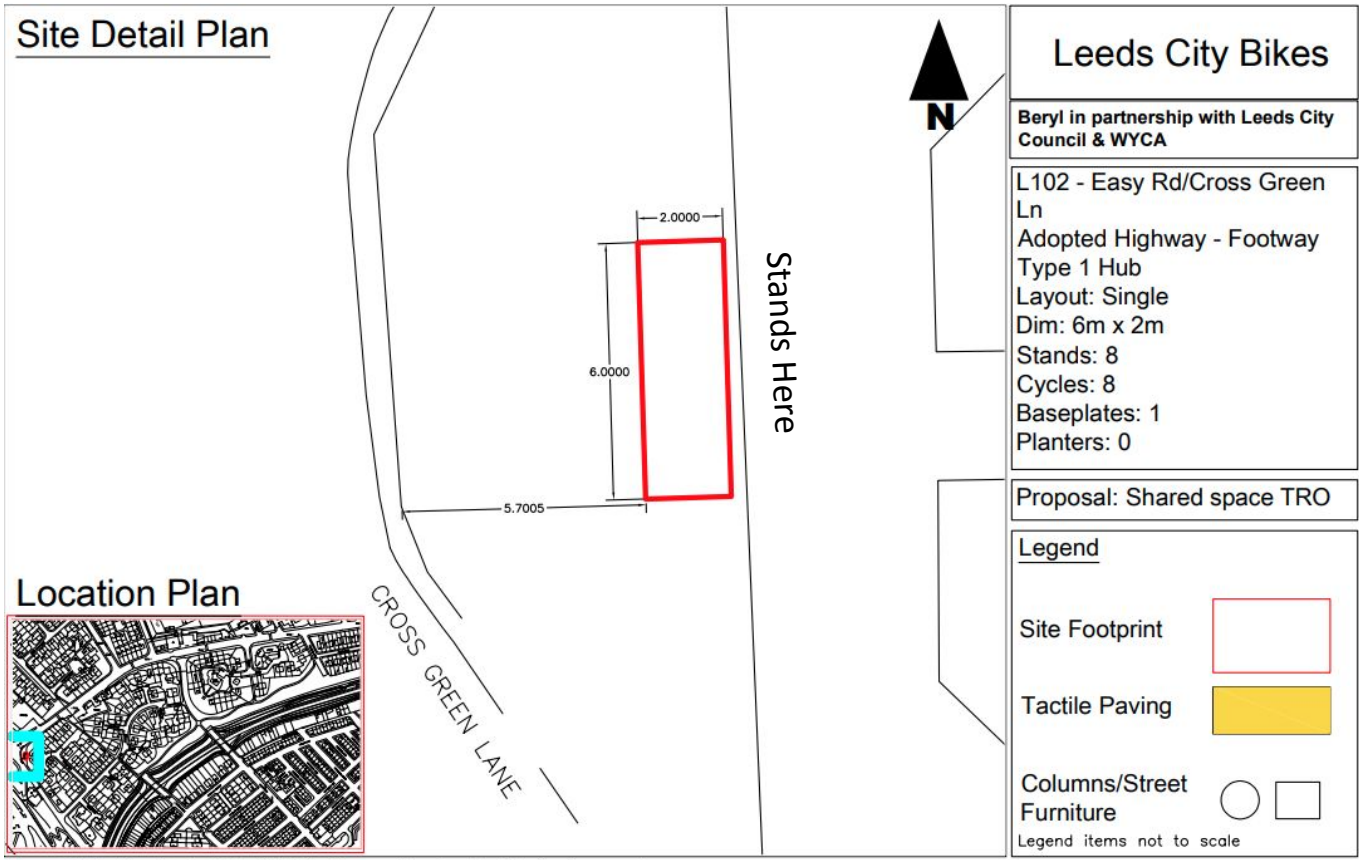 Site Detail Plan
N
2.0000
6.0000
5.7005
Stands Here
CROSS GREEN LANE
Location Plan
Leeds City Bikes
Beryl in partnership with Leeds City
Council & WYCA
L102 - Easy Rd/Cross Green
Ln
Adopted Highway - Footway
Type 1 Hub
Layout: Single
Dim: 6m x 2m
Stands: 8
Cycles: 8
Baseplates: 1
Planters: 0
Proposal: Shared space TRO
Legend
Site Footprint
Tactile Paving
Columns/Street
Furniture
Legend items not to scale